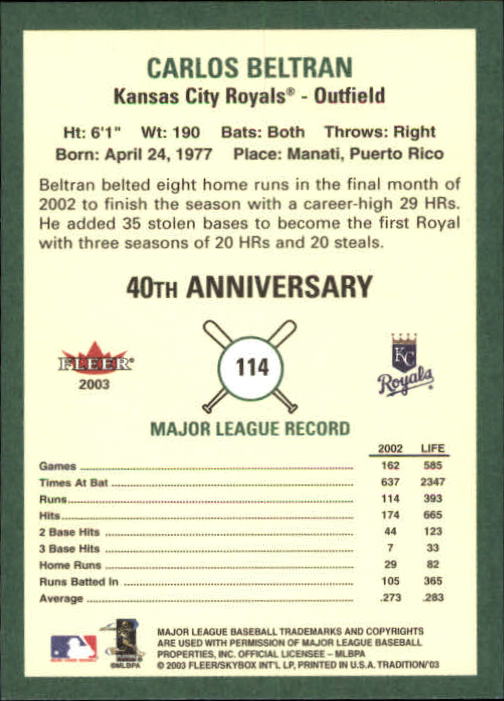 CARLOS BELTRAN
Kansas City Royals® - Outfield
Ht: 6'1" Wt: 190 Bats: Both Throws: Right
Born: April 24, 1977 Place: Manati, Puerto Rico
Beltran belted eight home runs in the final month of
2002 to finish the season with a career-high 29 HRs.
He added 35 stolen bases to become the first Royal
with three seasons of 20 HRs and 20 steals.
40TH ANNIVERSARY
FLEER®
2003
114
KC
Royals®
MAJOR LEAGUE RECORD
2002 LIFE
Games 162 585
Times At Bat 637 2347
Runs 114 393
Hits 174 665
2 Base Hits 44 123
3 Base Hits 7 33
Home Runs 29 82
Runs Batted In 105 365
Average .273 .283
©MLBPA
MAJOR LEAGUE BASEBALL TRADEMARKS AND COPYRIGHTS
ARE USED WITH PERMISSION OF MAJOR LEAGUE BASEBALL
PROPERTIES, INC. OFFICIAL LICENSEE - MLBPA
© 2003 FLEER/SKYBOX INT'L LP, PRINTED IN U.S.A. TRADITION/'03